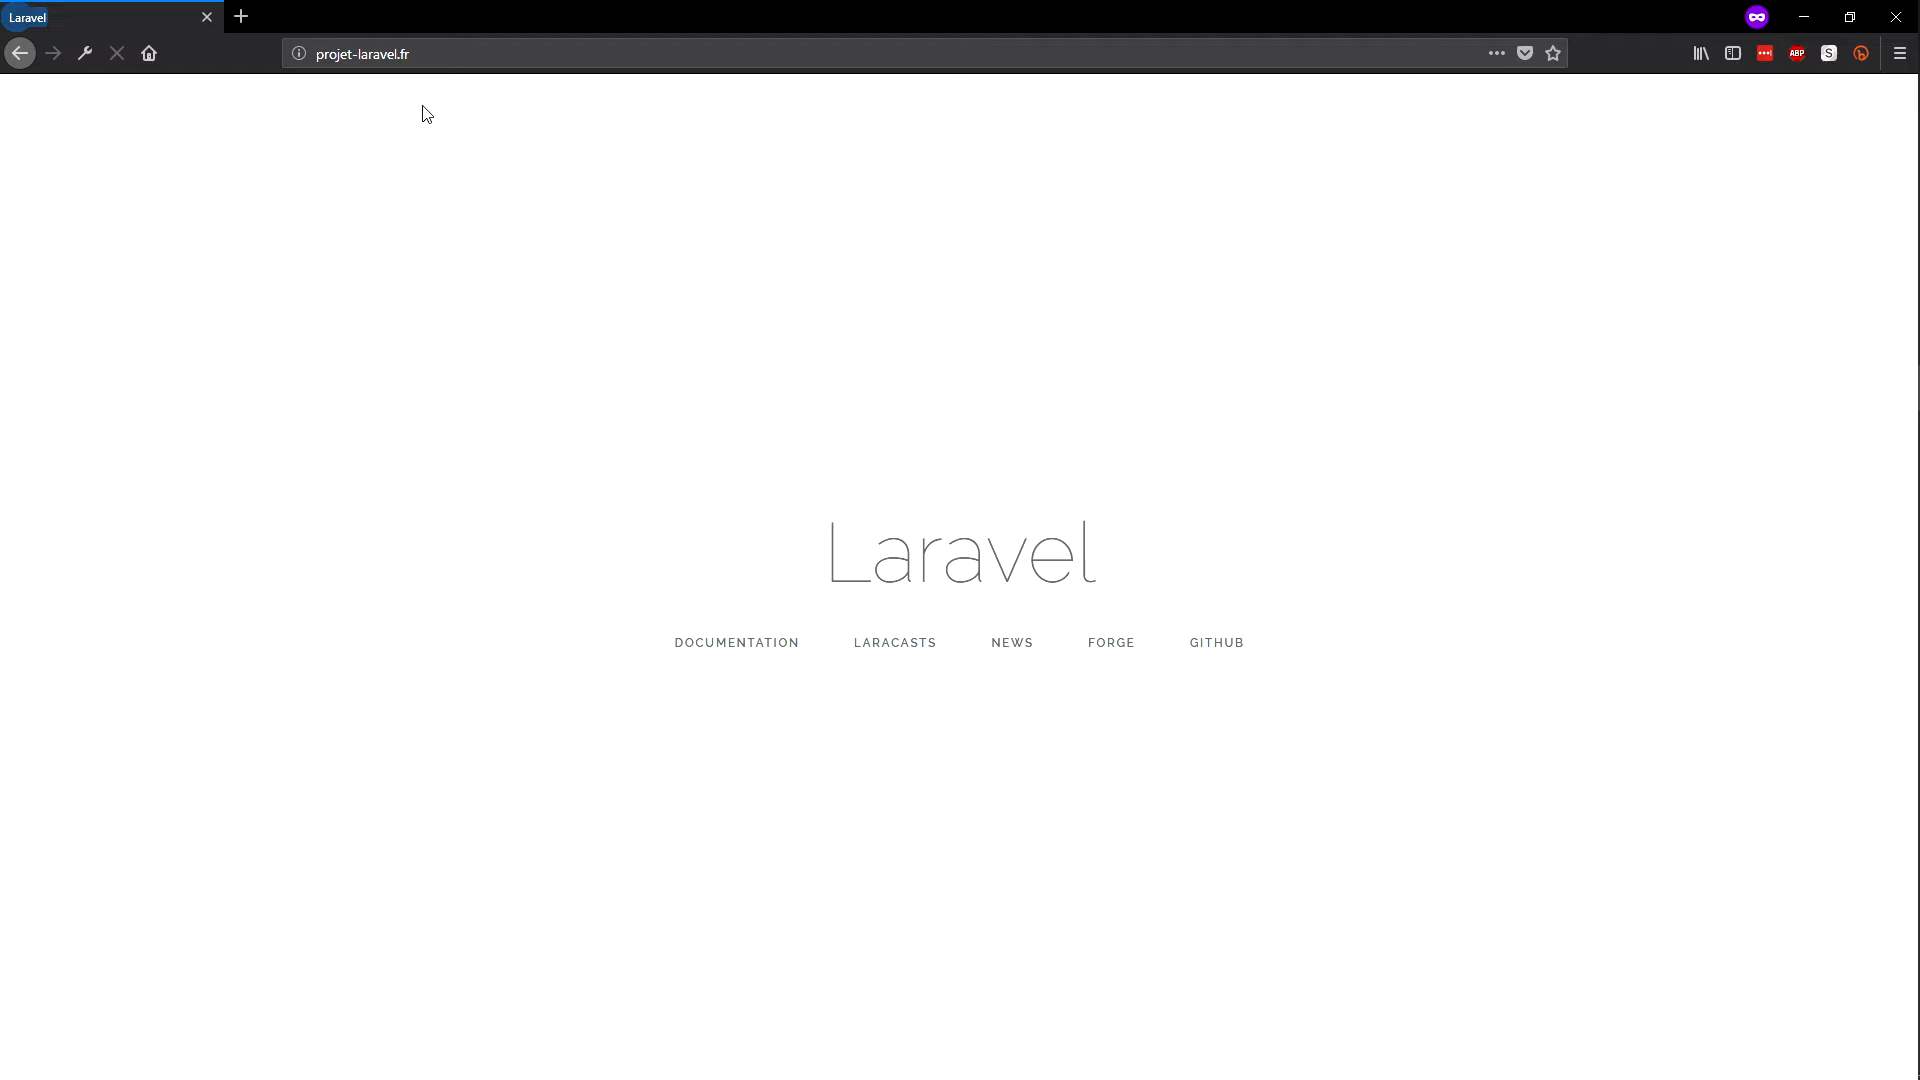 Laravel
projet-laravel.fr
ABP
S
Laravel
DOCUMENTATION LARACASTS NEWS FORGE GITHUB